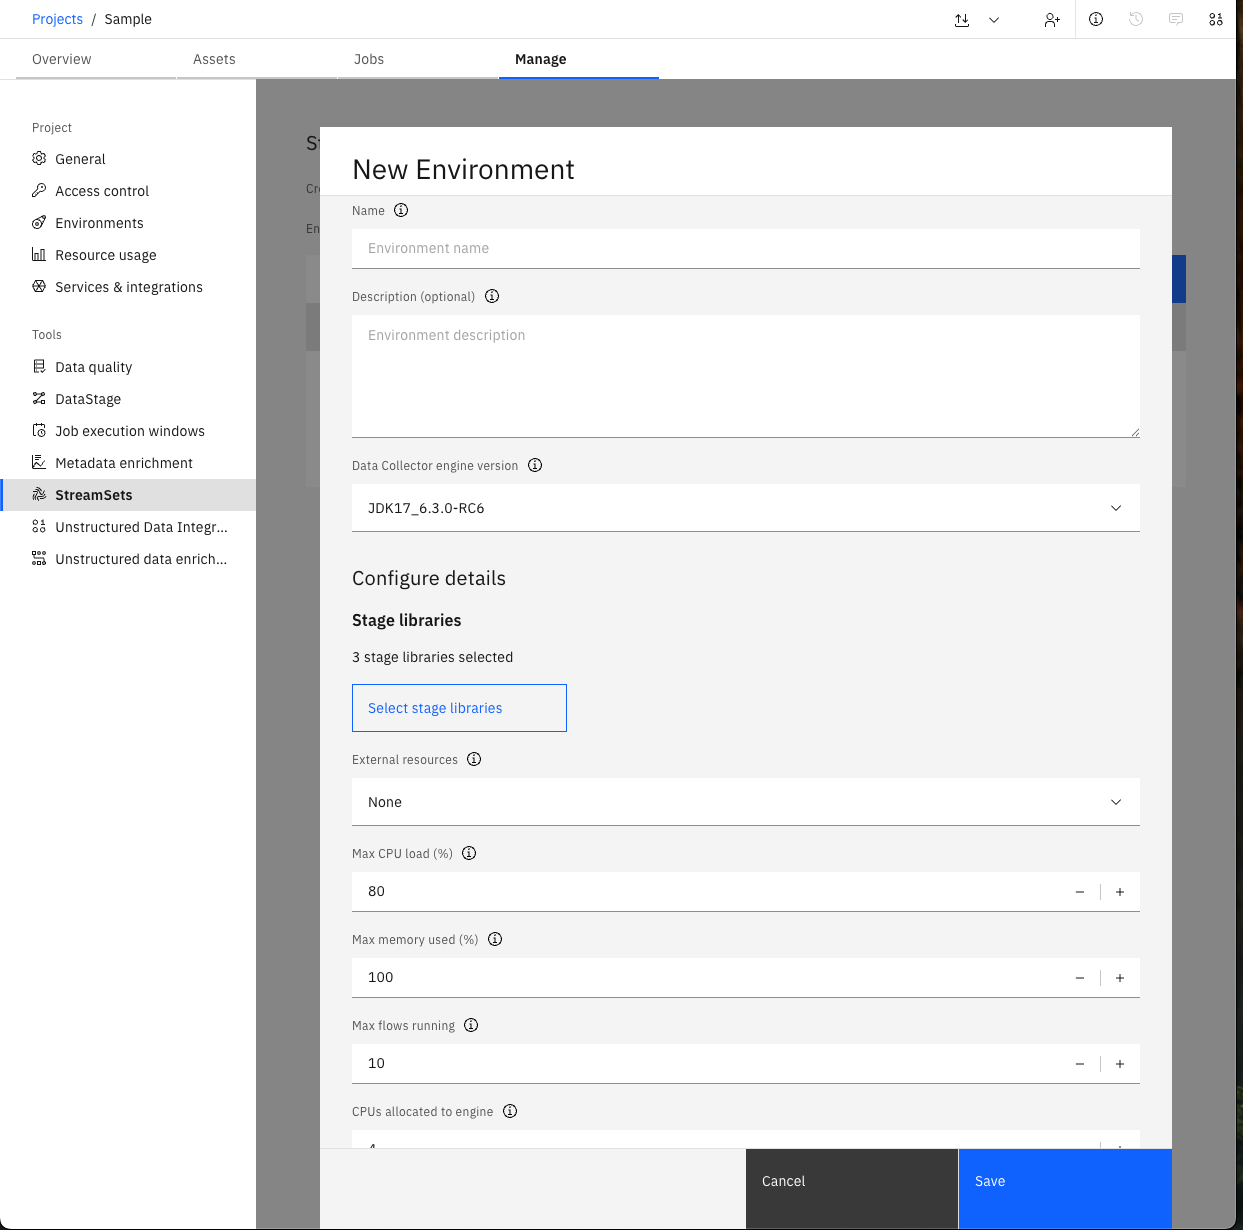 Projects / Sample
Overview
Assets
Jobs
Manage
Project
General
Access control
Environments
Resource usage
Services & integrations
Tools
Data quality
DataStage
Job execution windows
Metadata enrichment
StreamSets
Unstructured Data Integr...
Unstructured data enrich...
New Environment
Name
Environment name
Description (optional)
Environment description
Data Collector engine version
JDK17_6.3.0-RC6
Configure details
Stage libraries
3 stage libraries selected
Select stage libraries
External resources
None
Max CPU load (%)
80
Max memory used (%)
100
Max flows running
10
CPUs allocated to engine
Cancel
Save